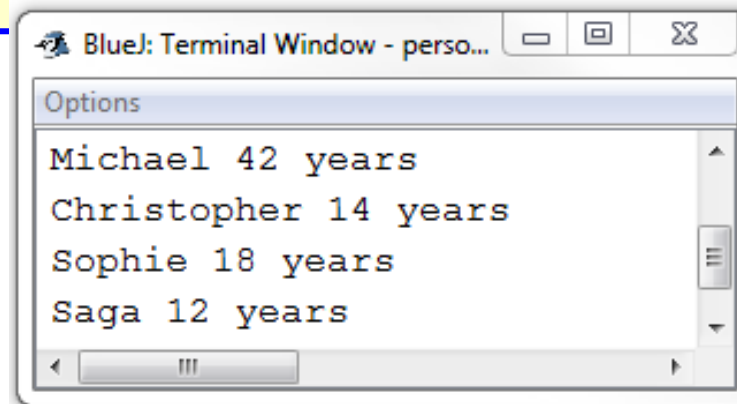 BlueJ: Terminal Window - perso...
Options
Michael 42 years
Christopher 14 years
Sophie 18 years
Saga 12 years